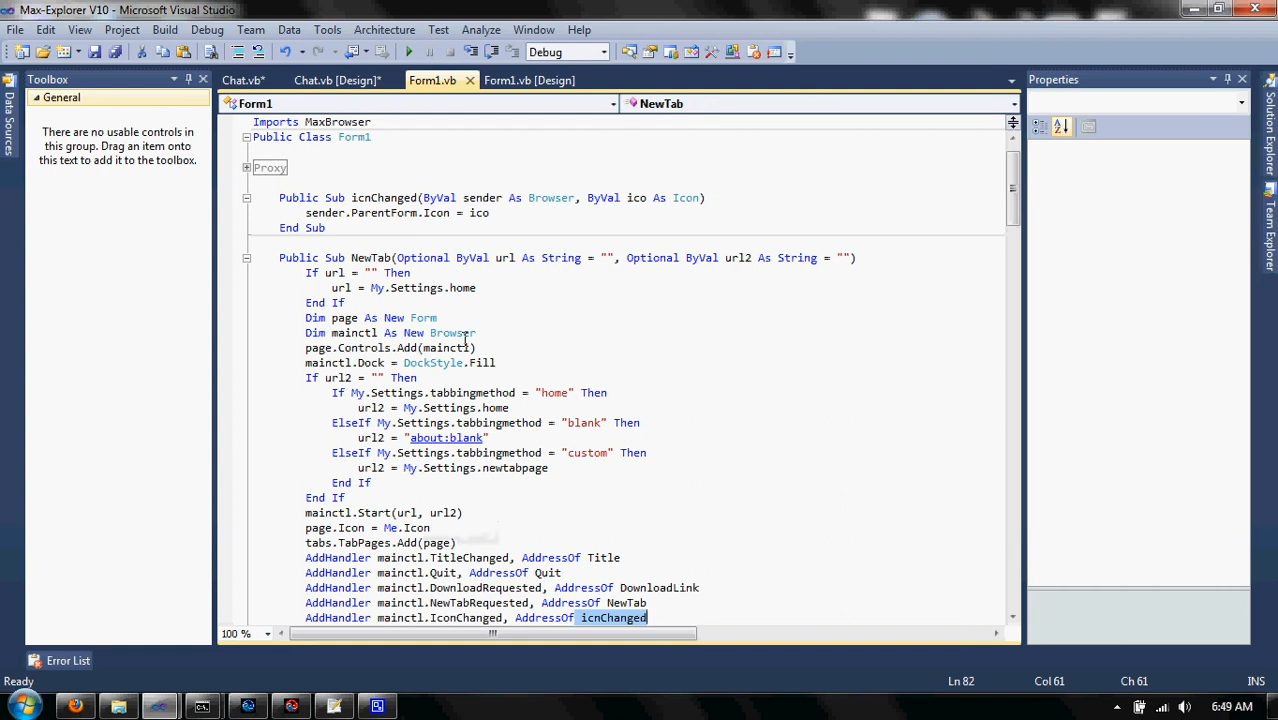 Max-Explorer V10 - Microsoft Visual Studio
File Edit View Project Build Debug Team Data Tools Architecture Test Analyze Window Help
Debug
Toolbox
General
There are no usable controls in
this group. Drag an item onto
this text to add it to the toolbox.
Data Sources
Chat.vb* Chat.vb [Design]* Form1.vb Form1.vb [Design]
Form1 NewTab
Imports MaxBrowser
Public Class Form1
Proxy
Public Sub icnChanged(ByVal sender As Browser, ByVal ico As Icon)
sender.ParentForm.Icon = ico
End Sub
Public Sub NewTab(Optional ByVal url As String = "", Optional ByVal url2 As String = "")
If url = "" Then
url = My.Settings.home
End If
Dim page As New Form
Dim mainctl As New Browser
page.Controls.Add(mainctl)
mainctl.Dock = DockStyle.Fill
If url2 = "" Then
If My.Settings.tabbingmethod = "home" Then
url2 = My.Settings.home
ElseIf My.Settings.tabbingmethod = "blank" Then
url2 = "about:blank"
ElseIf My.Settings.tabbingmethod = "custom" Then
url2 = My.Settings.newtabpage
End If
End If
mainctl.Start(url, url2)
page.Icon = Me.Icon
tabs.TabPages.Add(page)
AddHandler mainctl.TitleChanged, AddressOf Title
AddHandler mainctl.Quit, AddressOf Quit
AddHandler mainctl.DownloadRequested, AddressOf DownloadLink
AddHandler mainctl.NewTabRequested, AddressOf NewTab
AddHandler mainctl.IconChanged, AddressOf icnChanged
100 %
Properties
Solution Explorer
Team Explorer
Error List
Ready Ln 82 Col 61 Ch 61 INS
6:49 AM